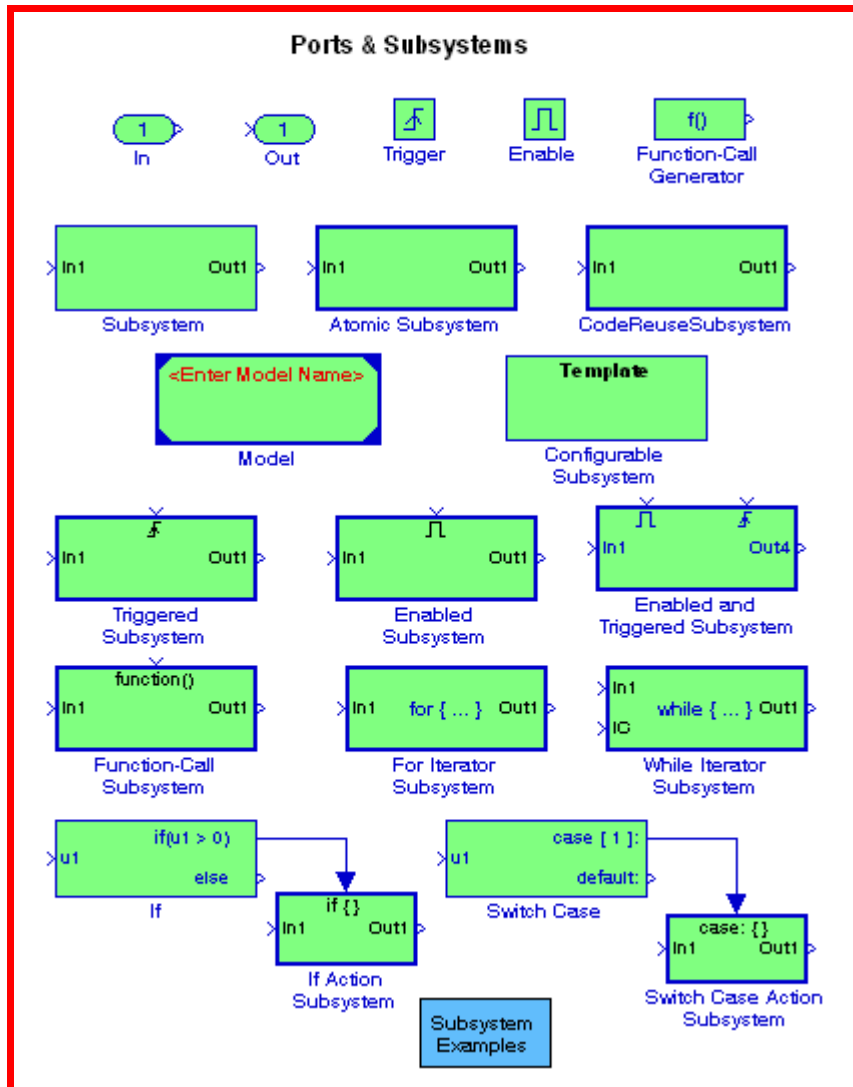 Ports & Subsystems
1
1
f()
In
Out
Trigger
Enable
Function-Call
Generator
In1 Out1
In1 Out1
In1 Out1
Subsystem
Atomic Subsystem
CodeReuseSubsystem
<Enter Model Name>
Template
Model
Configurable
Subsystem
In1 Out1
In1 Out1
In1 Out4
Triggered
Subsystem
Enabled
Subsystem
Enabled and
Triggered Subsystem
function()
In1 Out1
In1 for { ... } Out1
In1
while { ... } Out1
IC
Function-Call
Subsystem
For Iterator
Subsystem
While Iterator
Subsystem
if(u1 > 0)
u1
else
If
case [ 1 ]:
u1
default:
Switch Case
if {}
In1 Out1
If Action
Subsystem
case: {}
In1 Out1
Switch Case Action
Subsystem
Subsystem
Examples